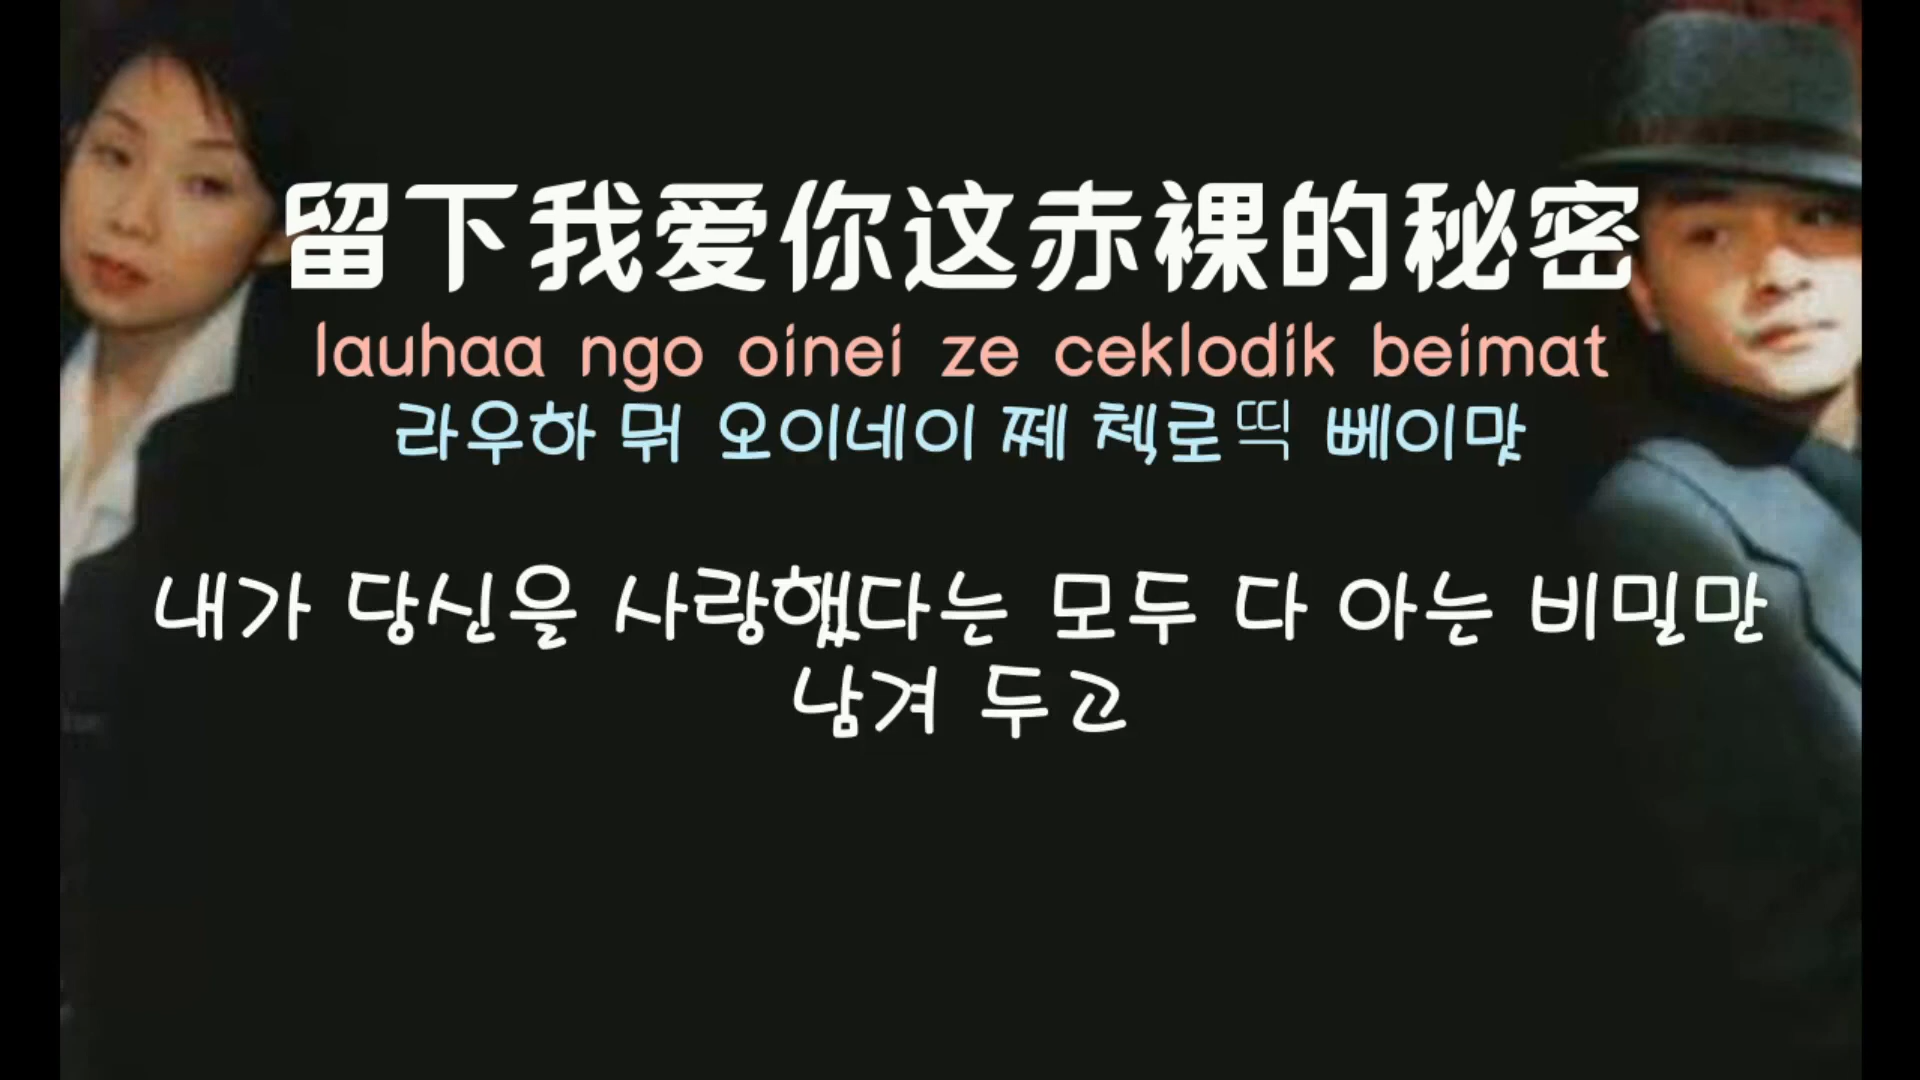 留下我爱你这赤裸的秘密
lauhaa ngo oinei ze ceklodik beimat
라우하 뭐 오이네이 쩨 첵로띡 뻬이맛
내가 당신을 사랑했다는 모두 다 아는 비밀만
남겨 두고